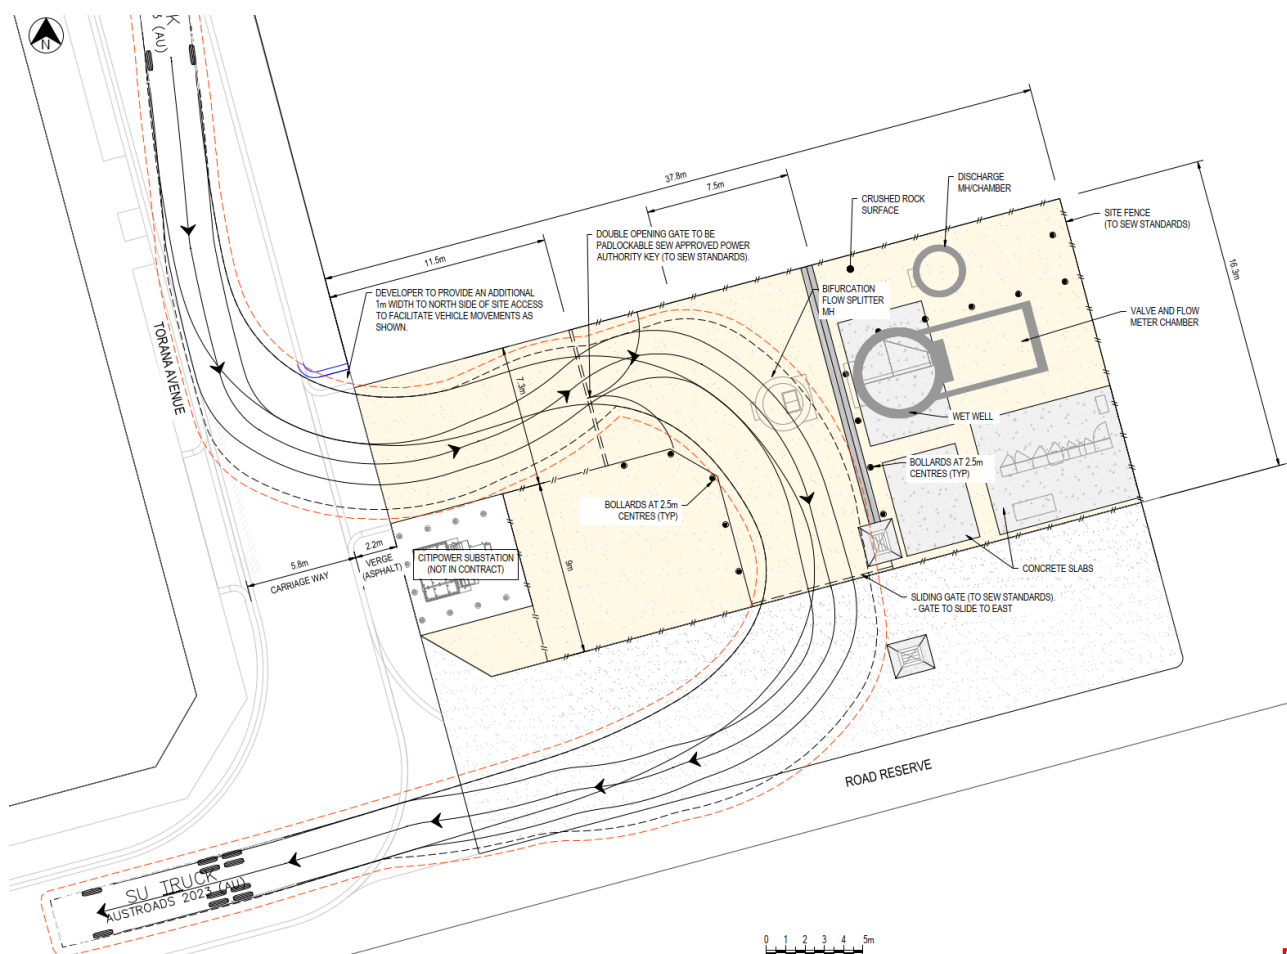 K
3 (AU)
N
37.8m
7.5m
DISCHARGE
MH/CHAMBER
CRUSHED ROCK
SURFACE
SITE FENCE
(TO SEW STANDARDS)
DOUBLE OPENING GATE TO BE
PADLOCKABLE SEW APPROVED POWER
AUTHORITY KEY (TO SEW STANDARDS).
11.5m
16.3m
DEVELOPER TO PROVIDE AN ADDITIONAL
1m WIDTH TO NORTH SIDE OF SITE ACCESS
TO FACILITATE VEHICLE MOVEMENTS AS
SHOWN.
BIFURCATION
FLOW SPLITTER
MH
VALVE AND FLOW
METER CHAMBER
TORANA AVENUE
7.3m
WET WELL
BOLLARDS AT 2.5m
CENTRES (TYP)
BOLLARDS AT 2.5m
CENTRES (TYP)
2.2m
VERGE
(ASPHALT)
5.8m
CARRIAGE WAY
CITIPOWER SUBSTATION
(NOT IN CONTRACT)
9m
CONCRETE SLABS
SLIDING GATE (TO SEW STANDARDS).
- GATE TO SLIDE TO EAST
ROAD RESERVE
SU TRUCK
AUSTROADS 2023 (AU)
0 1 2 3 4 5m